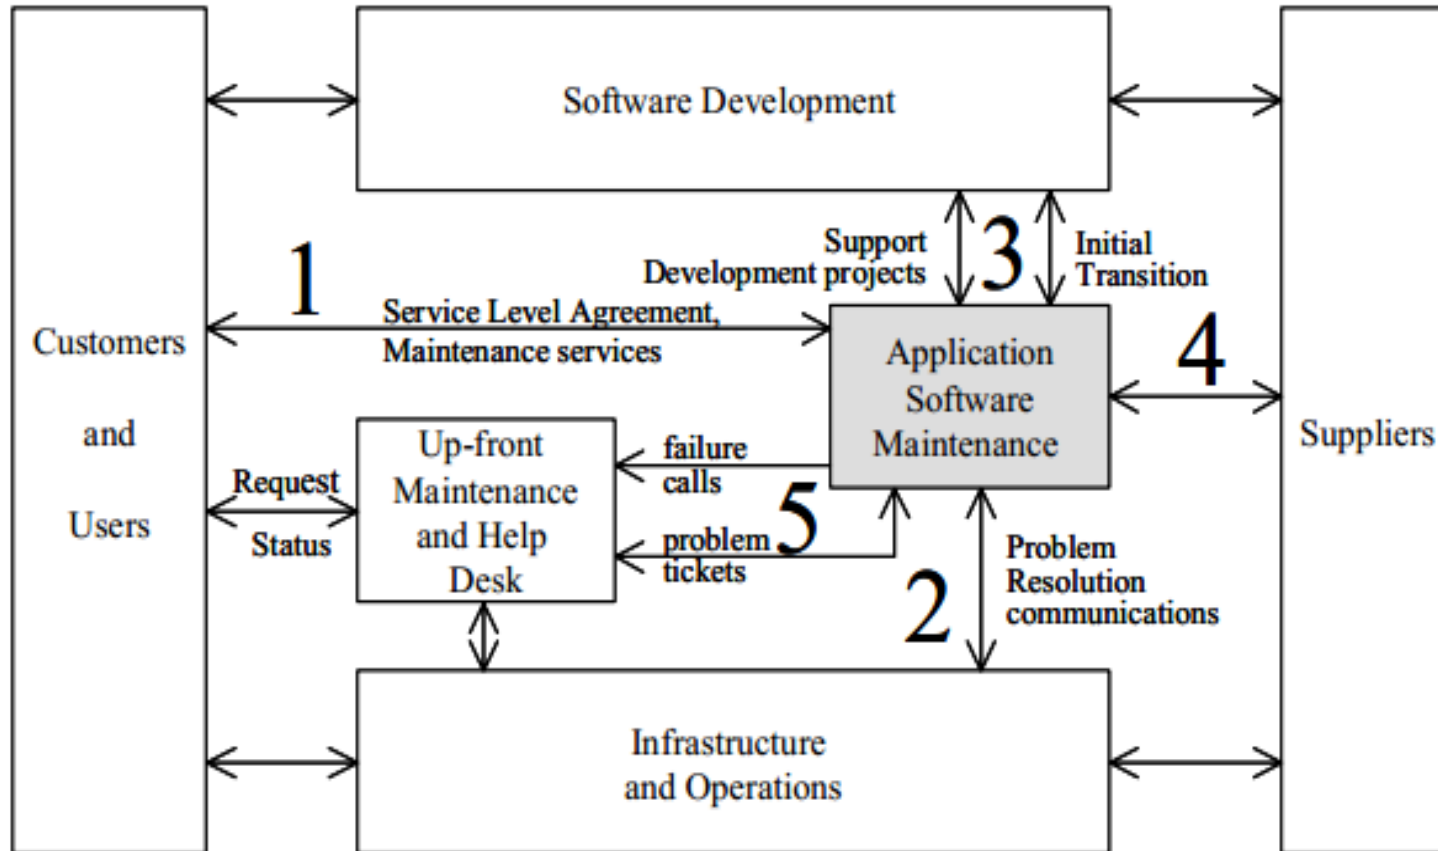 Software Development
Support
Development projects
3
Initial
Transition
1
Service Level Agreement,
Maintenance services
Customers
and
Users
Application
Software
Maintenance
4
Suppliers
Up-front
Maintenance
and Help
Desk
failure
calls
Request
Status
5
problem
tickets
2
Problem
Resolution
communications
Infrastructure
and Operations